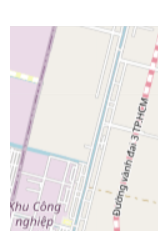 Đường vành đai 3 TP.HCM
Khu Công
nghiệp